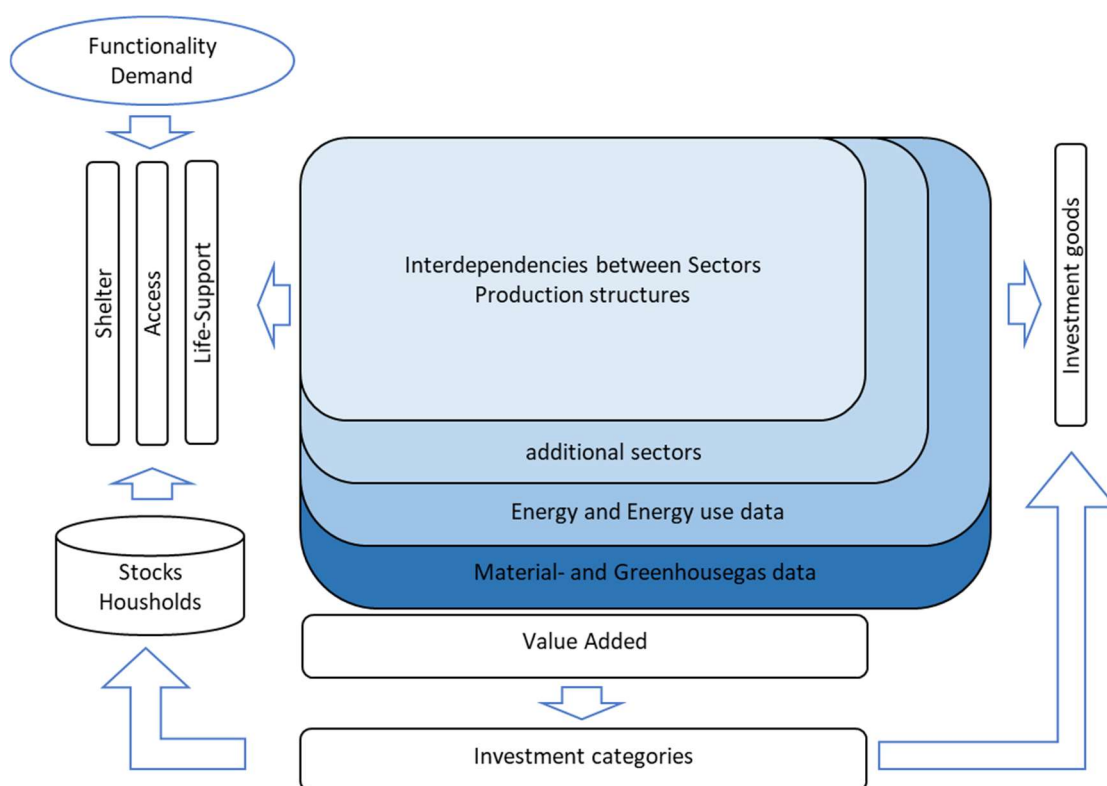 Functionality
Demand
Shelter
Access
Life-Support
Interdependencies between Sectors
Production structures
additional sectors
Energy and Energy use data
Material- and Greenhousegas data
Investment goods
Stocks
Housholds
Value Added
Investment categories